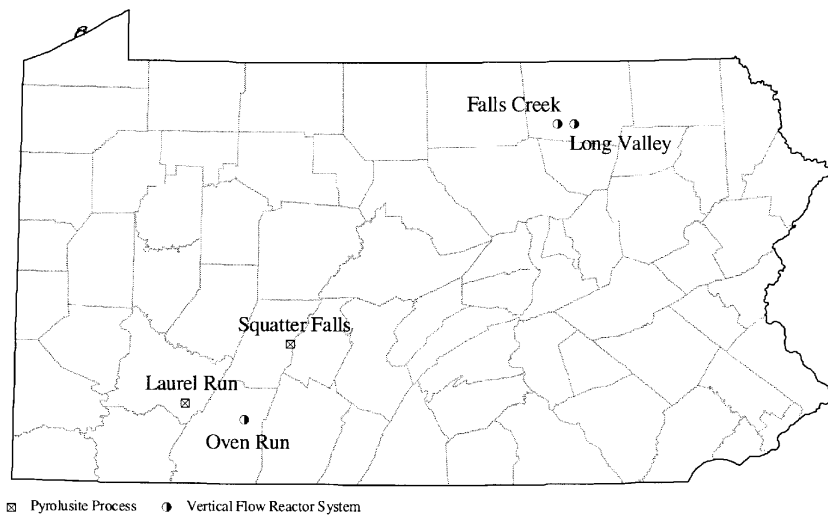 Falls Creek
Long Valley
Squatter Falls
Laurel Run
Oven Run
Pyrolusite Process
Vertical Flow Reactor System